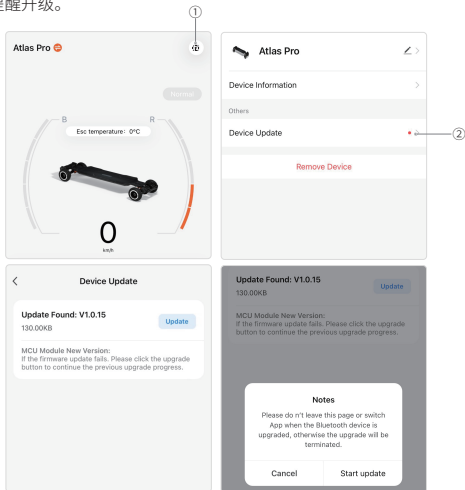 提醒升级。
①
Atlas Pro
Normal
B
R
Esc temperature: 0°C
0
km/h
Atlas Pro
Device Information
Others
Device Update
②
Remove Device
Device Update
Update Found: V1.0.15
130.00KB
Update
MCU Module New Version:
If the firmware update fails. Please click the upgrade
button to continue the previous upgrade progress.
Update Found: V1.0.15
130.00KB
Update
MCU Module New Version:
If the firmware update fails. Please click the upgrade
button to continue the previous upgrade progress.
Notes
Please do n't leave this page or switch
App when the Bluetooth device is
upgraded, otherwise the upgrade will be
terminated.
Cancel
Start update